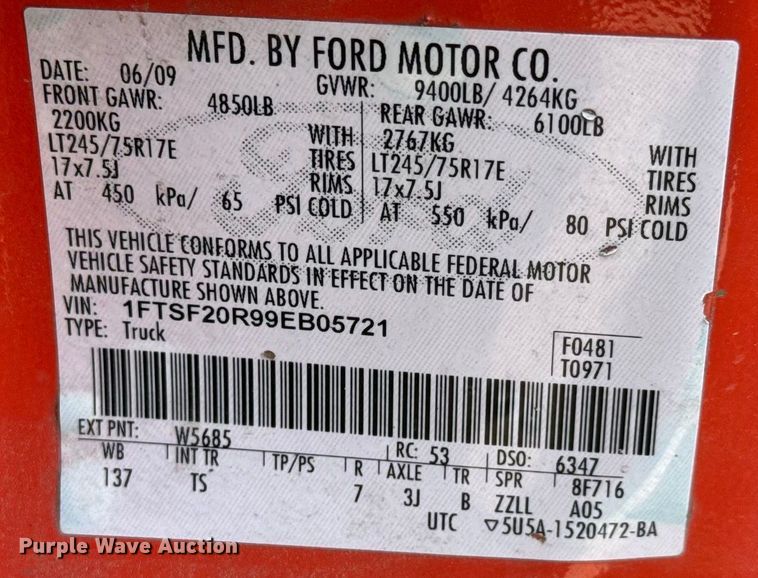 MFD. BY FORD MOTOR CO.
DATE: 06/09 GVWR: 9400LB/ 4264KG
FRONT GAWR: 4850LB REAR GAWR: 6100LB
2200KG WITH 2767KG WITH
LT245/75R17E TIRES LT245/75R17E TIRES
17x7.5J RIMS 17x7.5J RIMS
AT 450 kPa/ 65 PSI COLD AT 550 kPa/ 80 PSI COLD
THIS VEHICLE CONFORMS TO ALL APPLICABLE FEDERAL MOTOR
VEHICLE SAFETY STANDARDS IN EFFECT ON THE DATE OF
MANUFACTURE SHOWN ABOVE.
VIN: 1FTSF20R99EB05721
TYPE: Truck
F0481
T0971
EXT PNT: W5685 RC: 53 DSO: 6347
WB INT TR TP/PS R AXLE TR SPR 8F716
137 TS 7 3J B ZZLL A05
UTC ▽5U5A-1520472-BA
Ford
Purple Wave Auction